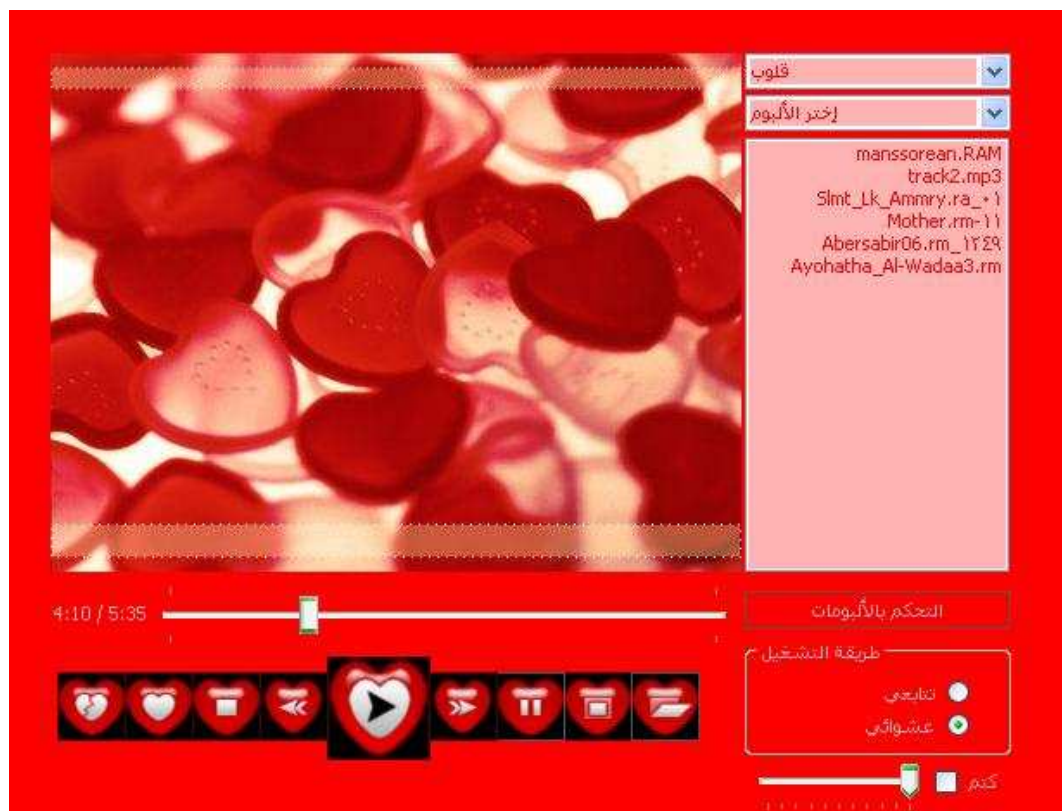 قلوب
إختر الألبوم
manssorean.RAM
track2.mp3
Slmt_Lk_Ammry.ra_٠١
Mother.rm-١١
Abersabir06.rm_١٢٤٩
Ayohatha_Al-Wadaa3.rm
4:10 / 5:35
التحكم بالألبومات
طريقة التشغيل
تتابعي
عشوائي
كتم